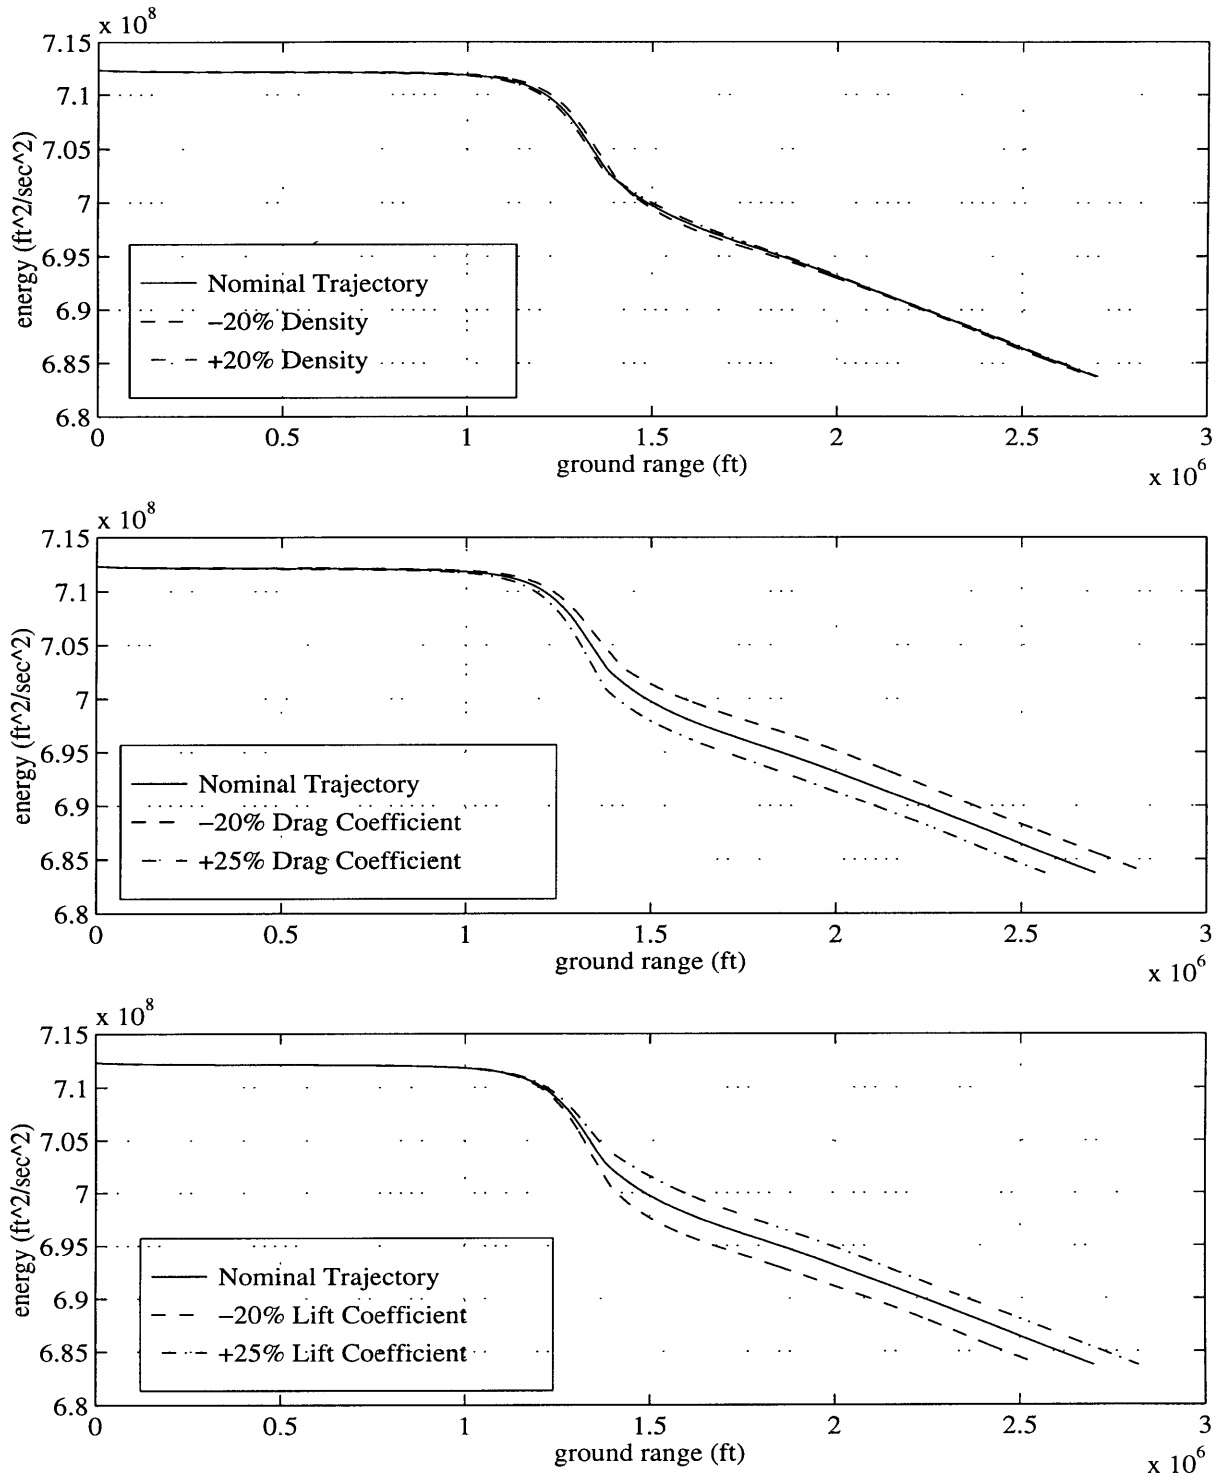 x 10^8
7.15
7.1
7.05
7
6.95
6.9
6.85
6.8
energy (ft^2/sec^2)
Nominal Trajectory
−20% Density
+20% Density
0 0.5 1 1.5 2 2.5 3
ground range (ft)
x 10^6
x 10^8
7.15
7.1
7.05
7
6.95
6.9
6.85
6.8
energy (ft^2/sec^2)
Nominal Trajectory
−20% Drag Coefficient
+25% Drag Coefficient
0 0.5 1 1.5 2 2.5 3
ground range (ft)
x 10^6
x 10^8
7.15
7.1
7.05
7
6.95
6.9
6.85
6.8
energy (ft^2/sec^2)
Nominal Trajectory
−20% Lift Coefficient
+25% Lift Coefficient
0 0.5 1 1.5 2 2.5 3
ground range (ft)
x 10^6